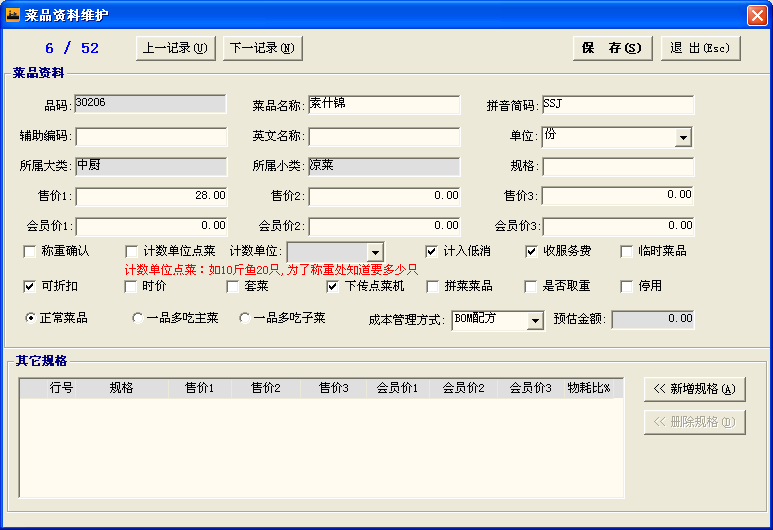 菜品资料维护
6 / 52 上一记录(U) 下一记录(N) 保 存(S) 退 出(Esc)
菜品资料
品码: 30206 菜品名称: 素什锦 拼音简码: SSJ
辅助编码: 英文名称: 单位: 份
所属大类: 中厨 所属小类: 凉菜 规格:
售价1: 28.00 售价2: 0.00 售价3: 0.00
会员价1: 0.00 会员价2: 0.00 会员价3: 0.00
称重确认 计数单位点菜 计数单位: 计入低消 收服务费 临时菜品
计数单位点菜：如10斤鱼20只,为了称重处知道要多少只
可折扣 时价 套菜 下传点菜机 拼菜菜品 是否取重 停用
正常菜品 一品多吃主菜 一品多吃子菜 成本管理方式: BOM配方 预估金额: 0.00
其它规格
行号 规格 售价1 售价2 售价3 会员价1 会员价2 会员价3 物耗比%
<< 新增规格(A)
<< 删除规格(D)